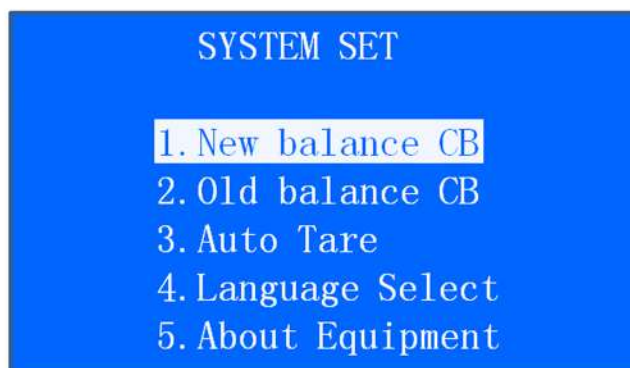 SYSTEM SET
1. New balance CB
2. Old balance CB
3. Auto Tare
4. Language Select
5. About Equipment